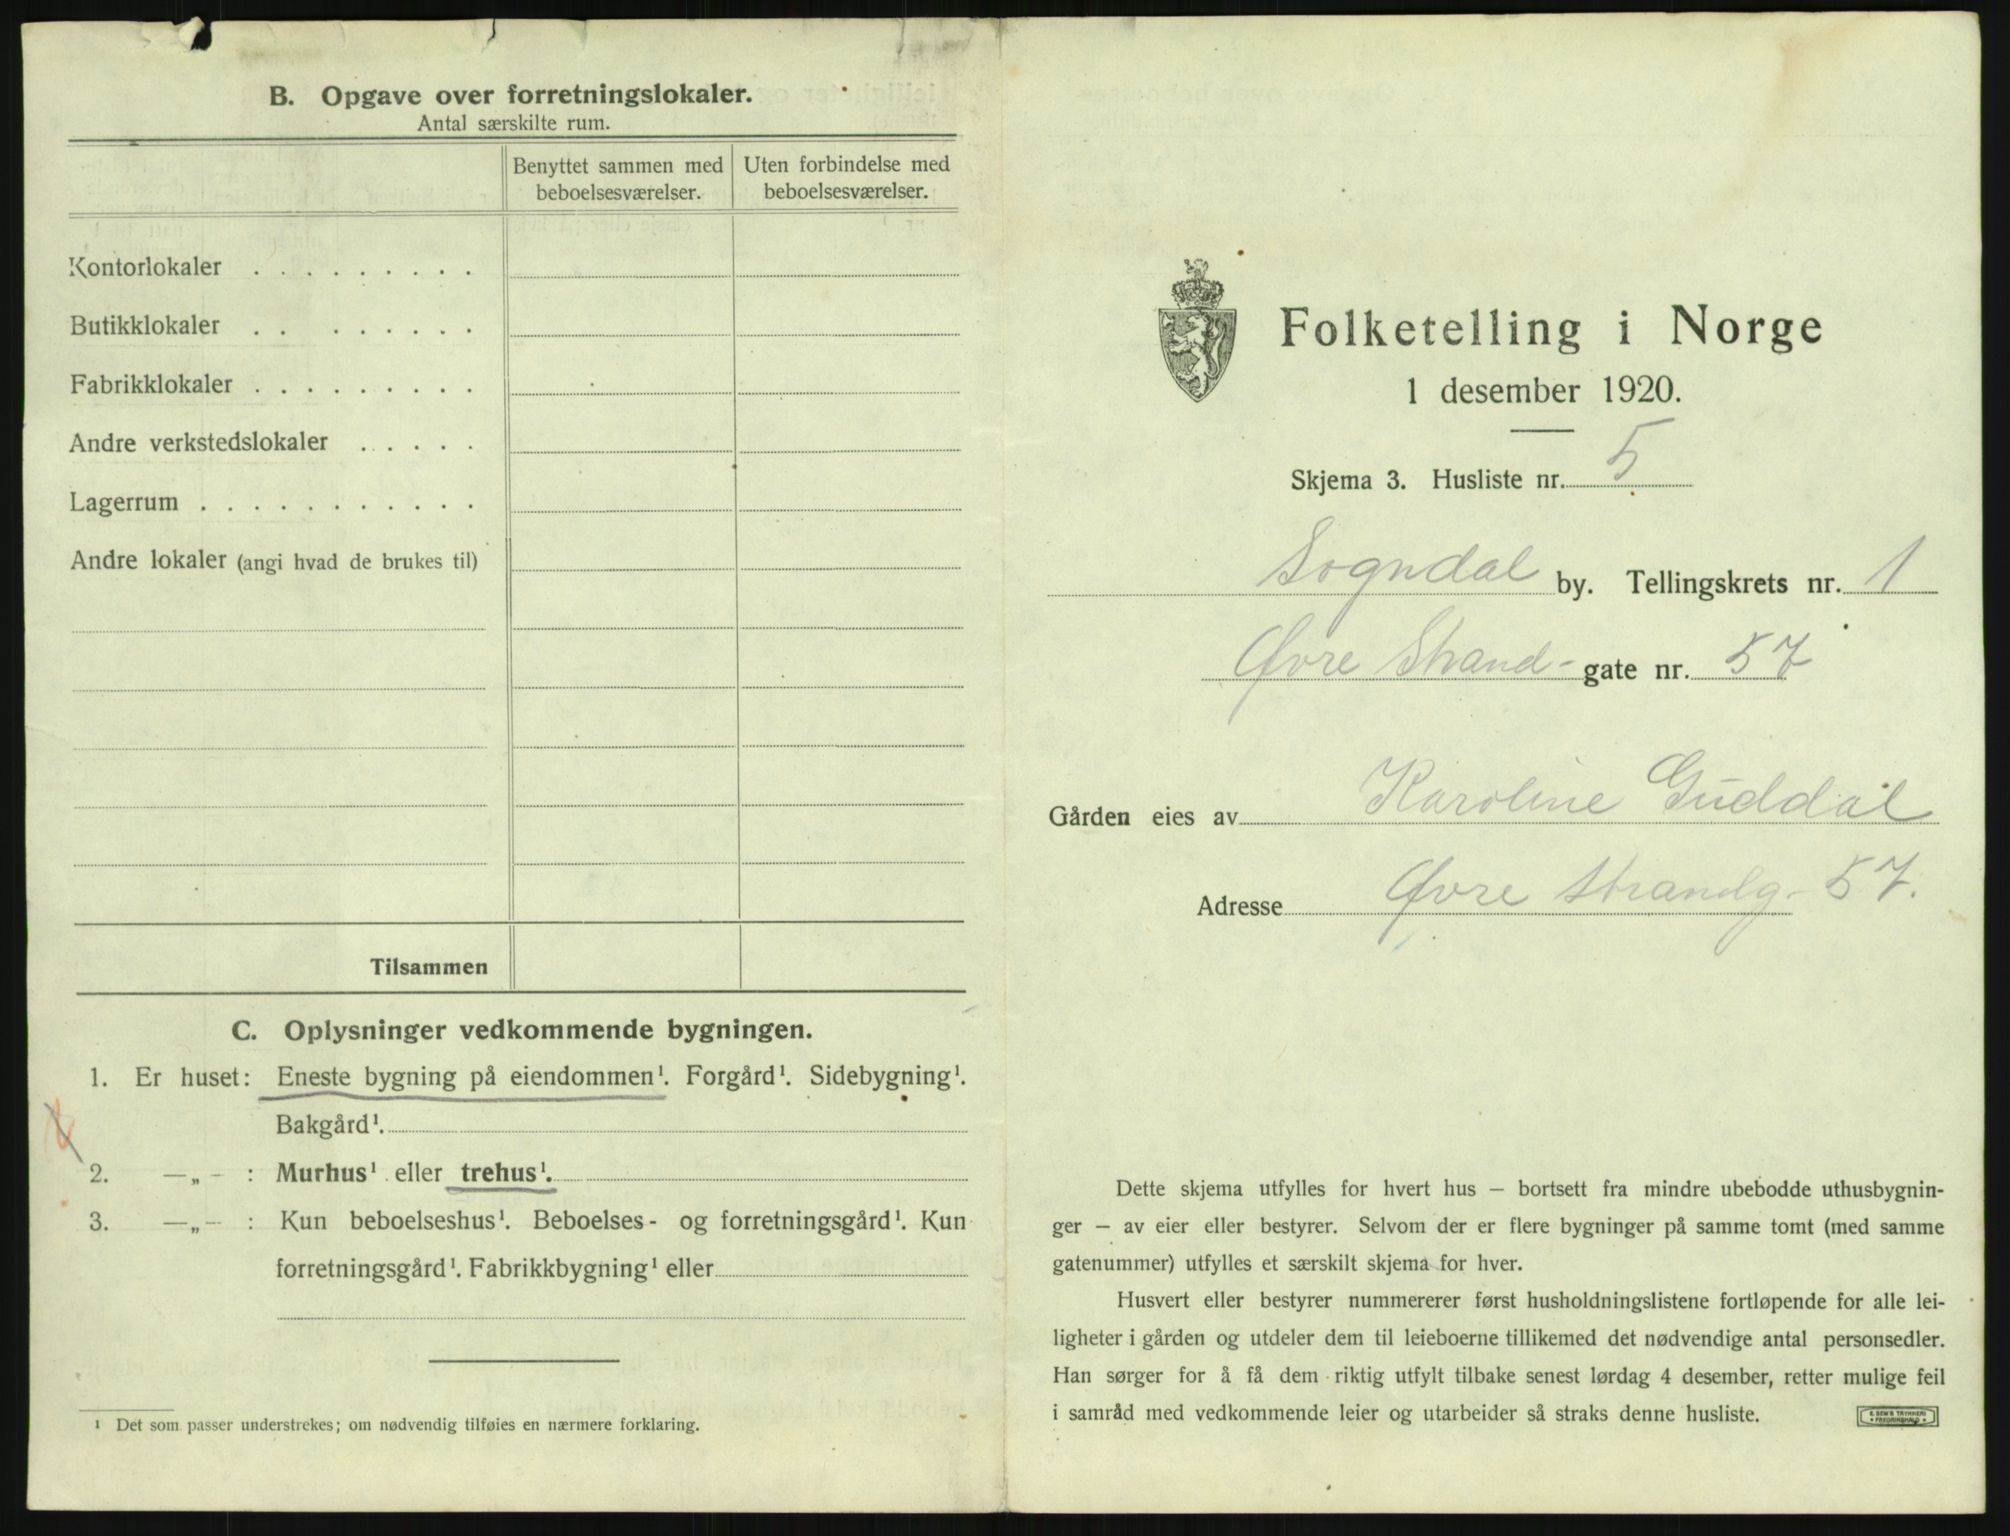 B. Opgave over forretningslokaler.
Antal særskilte rum.
Benyttet sammen med beboelsesværelser.
Uten forbindelse med beboelsesværelser.
Kontorlokaler . . . . . . . . .
Butikklokaler . . . . . . . .
Fabrikklokaler . . . . . . . . .
Andre verkstedslokaler . . . . .
Lagerrum . . . . . . . . . . .
Andre lokaler (angi hvad de brukes til)
Tilsammen
C. Oplysninger vedkommende bygningen.
1. Er huset: Eneste bygning på eiendommen¹. Forgård¹. Sidebygning¹.
Bakgård¹.
2. —„— : Murhus¹ eller trehus¹.
3. —„— : Kun beboelseshus¹. Beboelses- og forretningsgård¹. Kun
forretningsgård¹. Fabrikkbygning¹ eller
¹ Det som passer understrekes; om nødvendig tilføies en nærmere forklaring.
Folketelling i Norge
1 desember 1920.
Skjema 3. Husliste nr. 5
Sogndal by. Tellingskrets nr. 1
Øvre Strand- gate nr. 57
Gården eies av Karoline Guddal
Adresse Øvre Strandg. 57.
Dette skjema utfylles for hvert hus — bortsett fra mindre ubebodde uthusbygnin-
ger — av eier eller bestyrer. Selvom der er flere bygninger på samme tomt (med samme
gatenummer) utfylles et særskilt skjema for hver.
Husvert eller bestyrer nummererer først husholdningslistene fortløpende for alle lei-
ligheter i gården og utdeler dem til leieboerne tillikemed det nødvendige antal personsedler.
Han sørger for å få dem riktig utfylt tilbake senest lørdag 4 desember, retter mulige feil
i samråd med vedkommende leier og utarbeider så straks denne husliste.
E. SEM'S TRYKKERI
FREDRIKSHALD